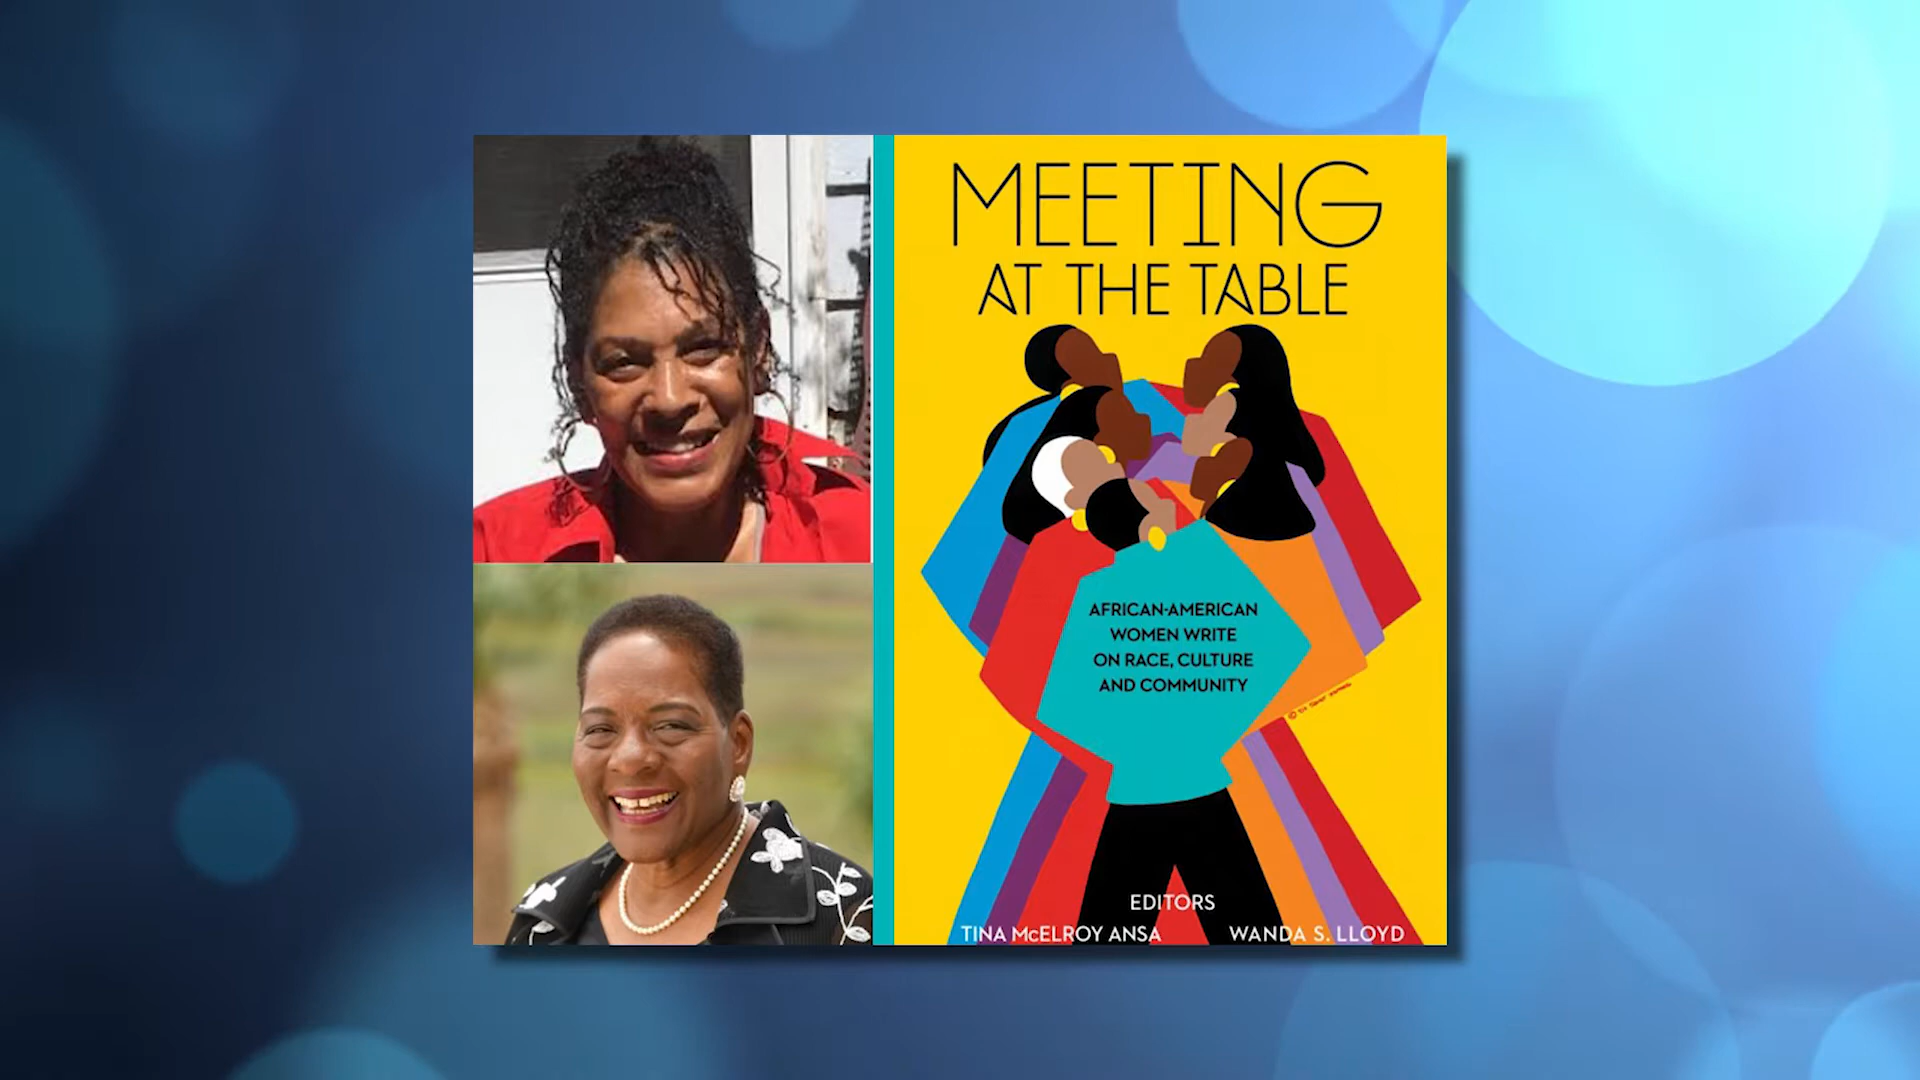 MEETING
AT THE TABLE
AFRICAN-AMERICAN
WOMEN WRITE
ON RACE, CULTURE
AND COMMUNITY
EDITORS
TINA McELROY ANSA WANDA S. LLOYD